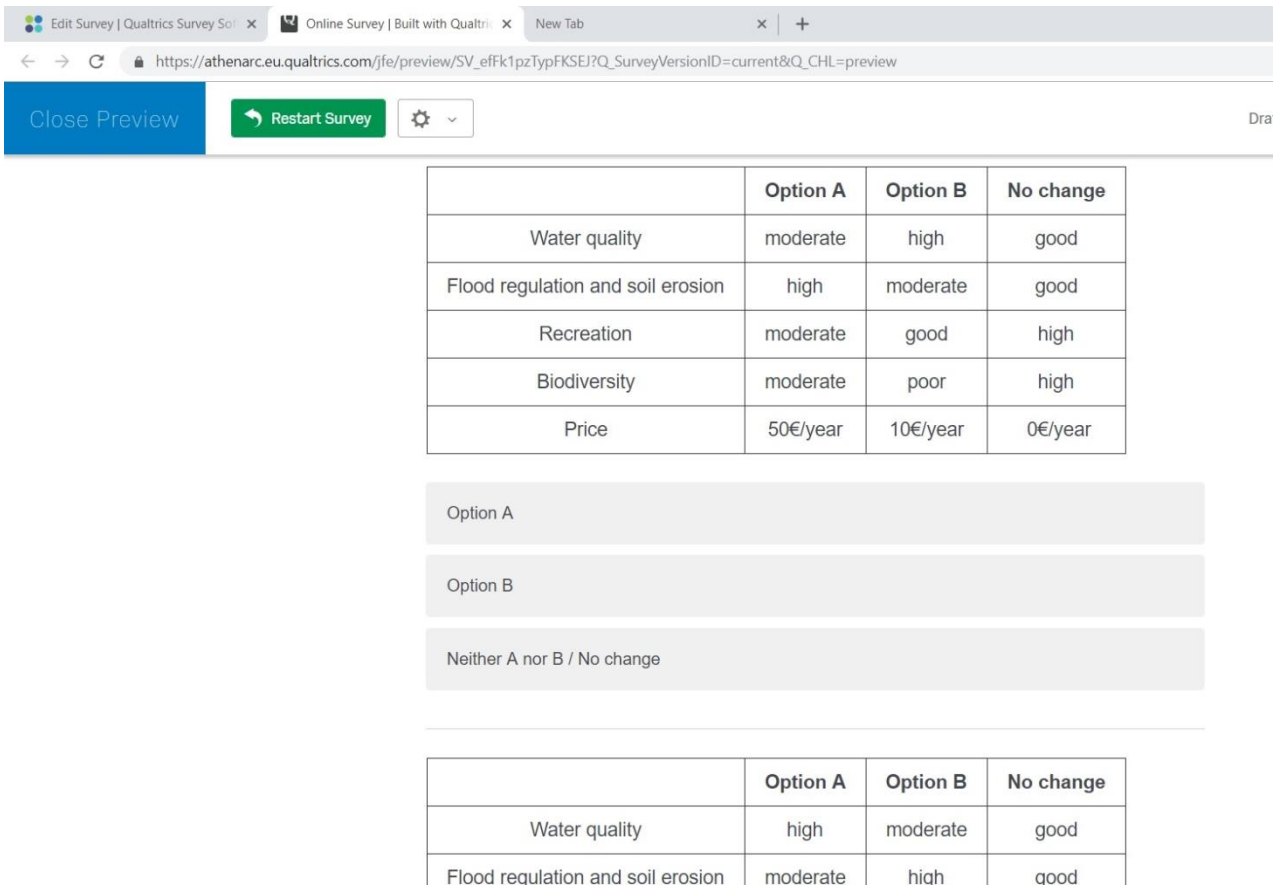 Edit Survey | Qualtrics Survey Sof
Online Survey | Built with Qualtric
New Tab
https://athenarc.eu.qualtrics.com/jfe/preview/SV_efFk1pzTypFKSEJ?Q_SurveyVersionID=current&Q_CHL=preview
Close Preview
Restart Survey
Dra
Option A Option B No change
Water quality moderate high good
Flood regulation and soil erosion high moderate good
Recreation moderate good high
Biodiversity moderate poor high
Price 50€/year 10€/year 0€/year
Option A
Option B
Neither A nor B / No change
Option A Option B No change
Water quality high moderate good
Flood regulation and soil erosion moderate high good